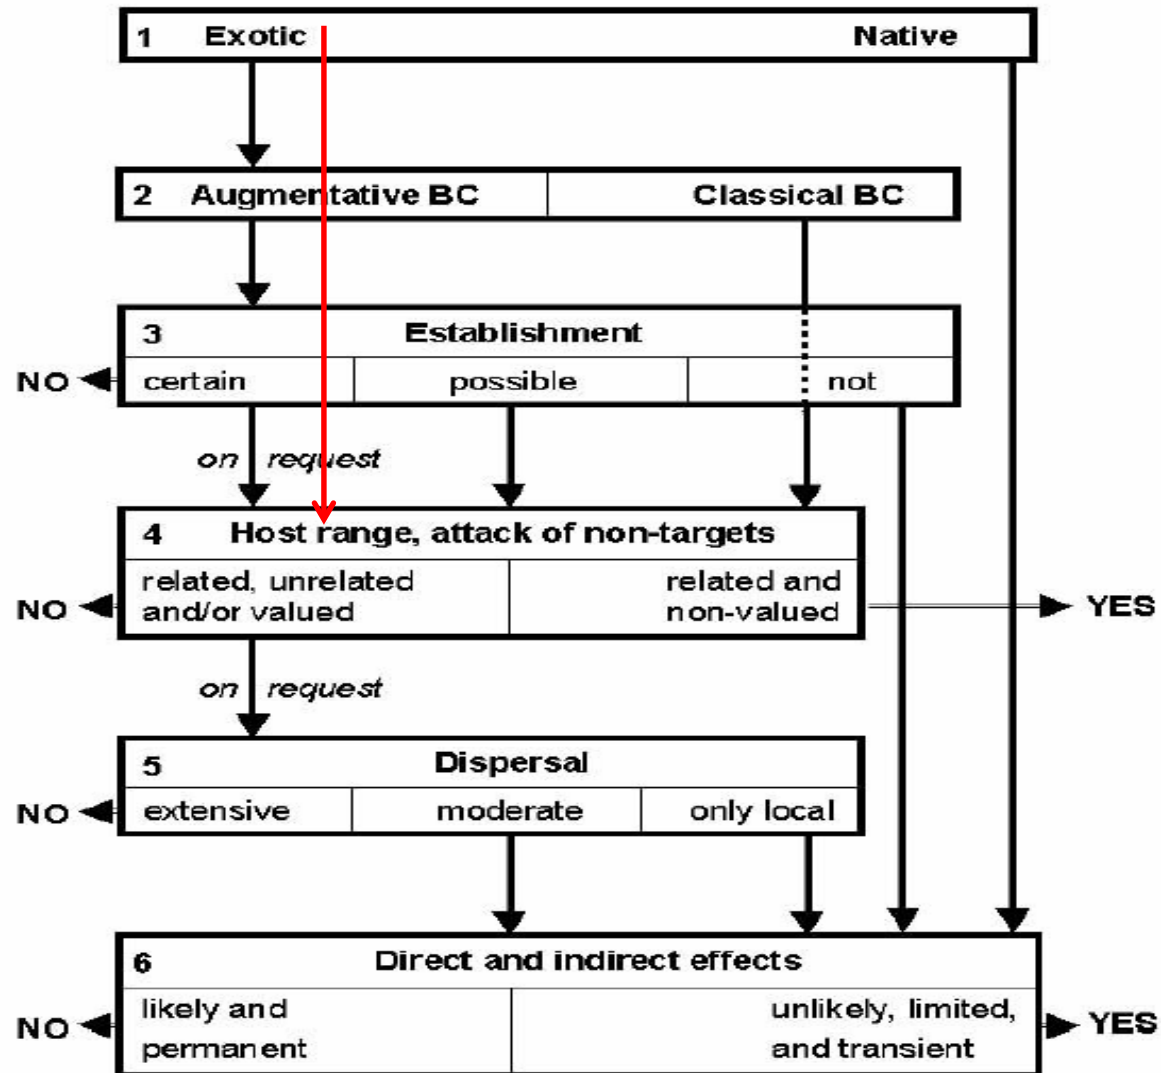 1 Exotic Native
2 Augmentative BC Classical BC
3 Establishment
NO certain possible not
on request
4 Host range, attack of non-targets
related, unrelated related and
NO and/or valued non-valued YES
on request
5 Dispersal
NO extensive moderate only local
6 Direct and indirect effects
likely and unlikely, limited,
NO YES
permanent and transient